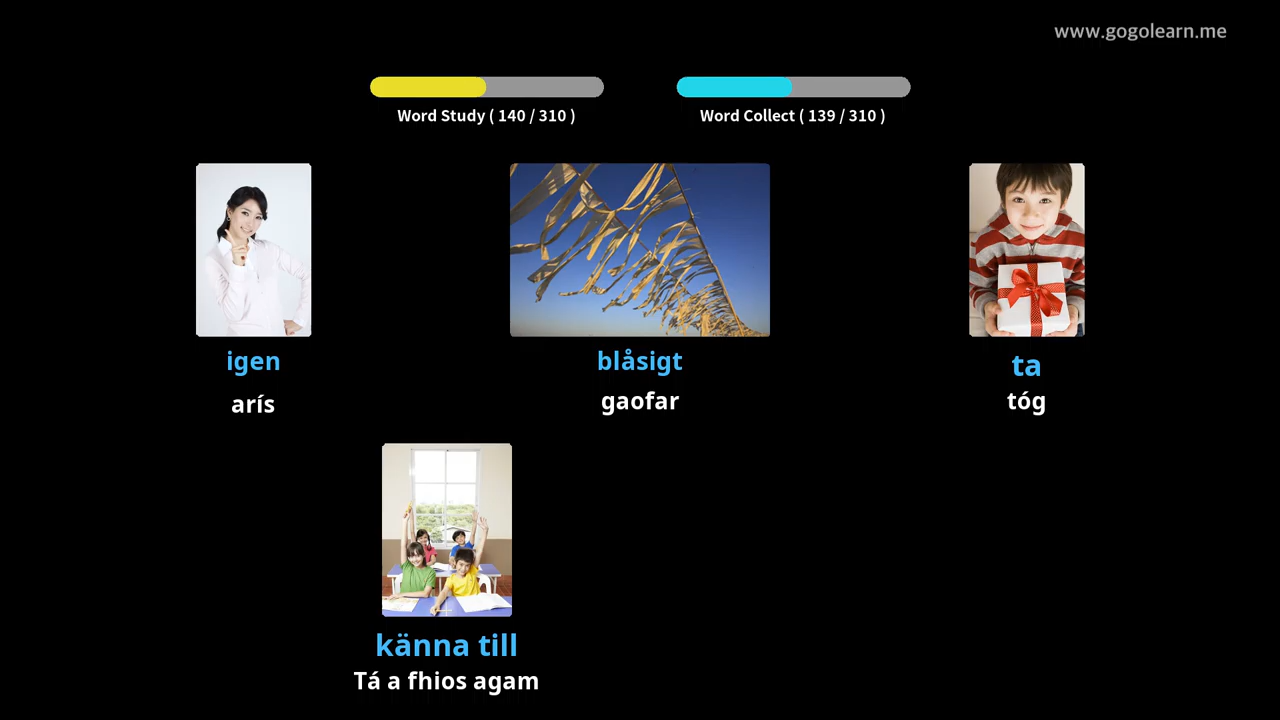 www.gogolearn.me
Word Study ( 140 / 310 )
Word Collect ( 139 / 310 )
igen
arís
blåsigt
gaofar
ta
tóg
känna till
Tá a fhios agam